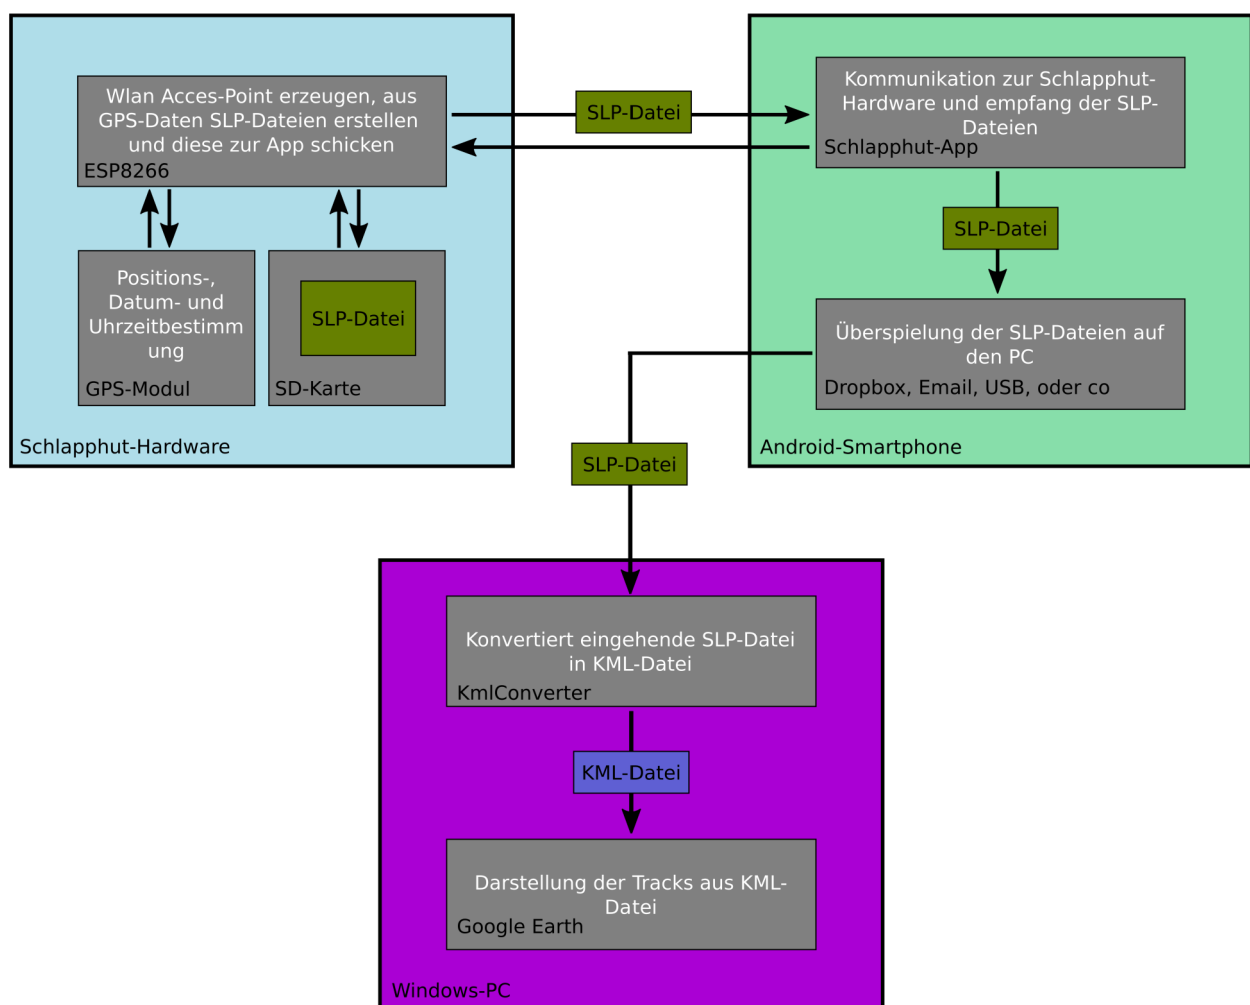 Wlan Acces-Point erzeugen, aus
GPS-Daten SLP-Dateien erstellen
und diese zur App schicken
ESP8266
Positions-,
Datum- und
Uhrzeitbestimm
ung
GPS-Modul
SLP-Datei
SD-Karte
Schlapphut-Hardware
SLP-Datei
Kommunikation zur Schlapphut-
Hardware und empfang der SLP-
Dateien
Schlapphut-App
SLP-Datei
Überspielung der SLP-Dateien auf
den PC
Dropbox, Email, USB, oder co
Android-Smartphone
SLP-Datei
Konvertiert eingehende SLP-Datei
in KML-Datei
KmlConverter
KML-Datei
Darstellung der Tracks aus KML-
Datei
Google Earth
Windows-PC